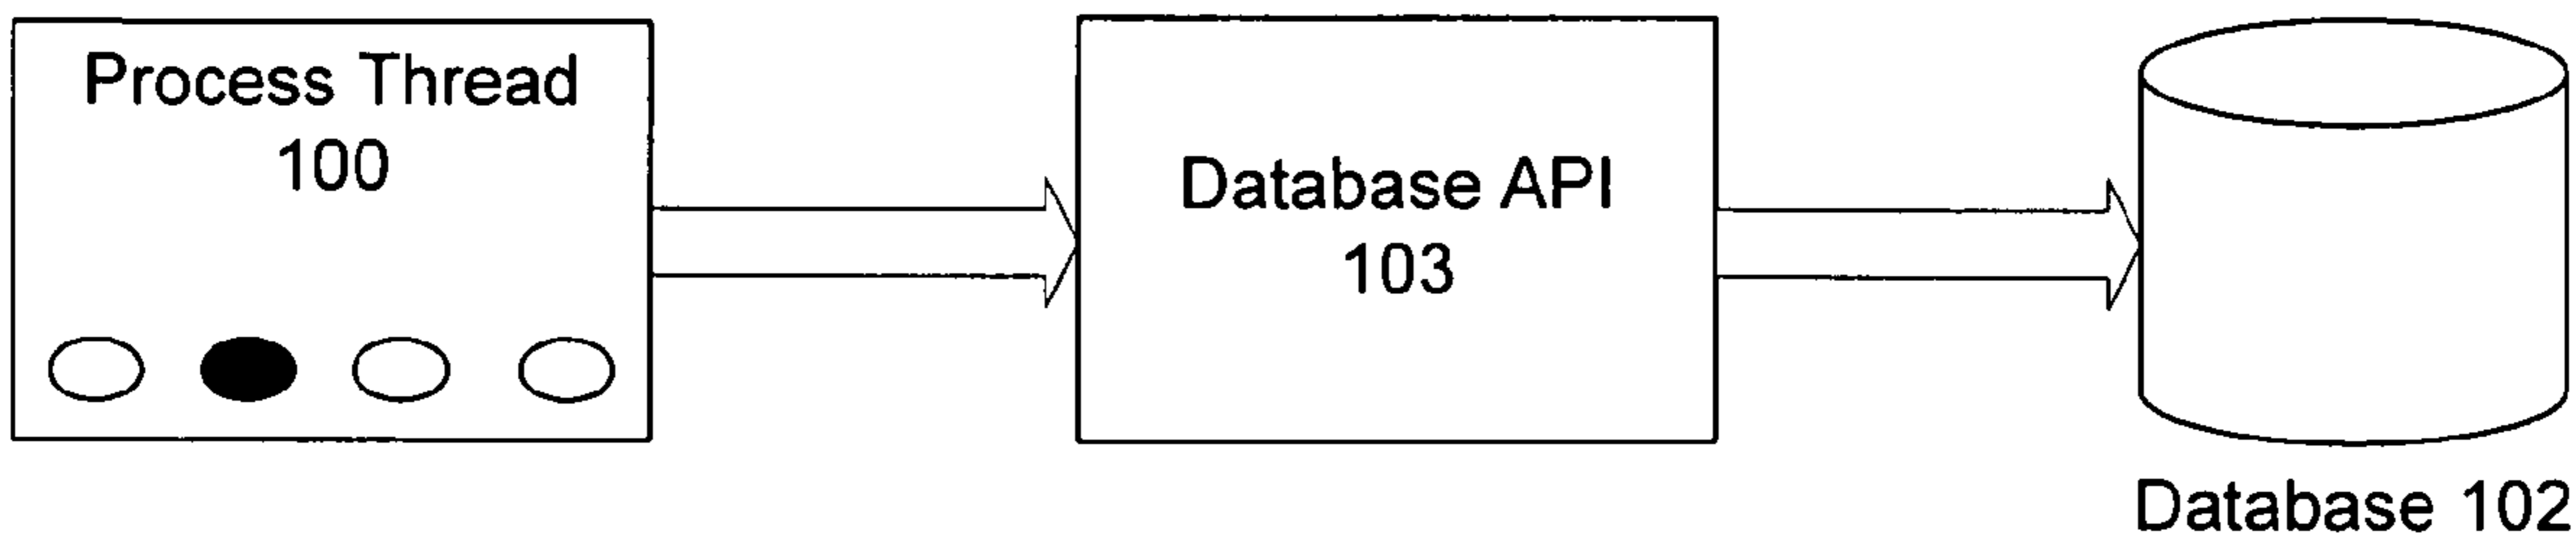 Process Thread
100
Database API
103
Database 102